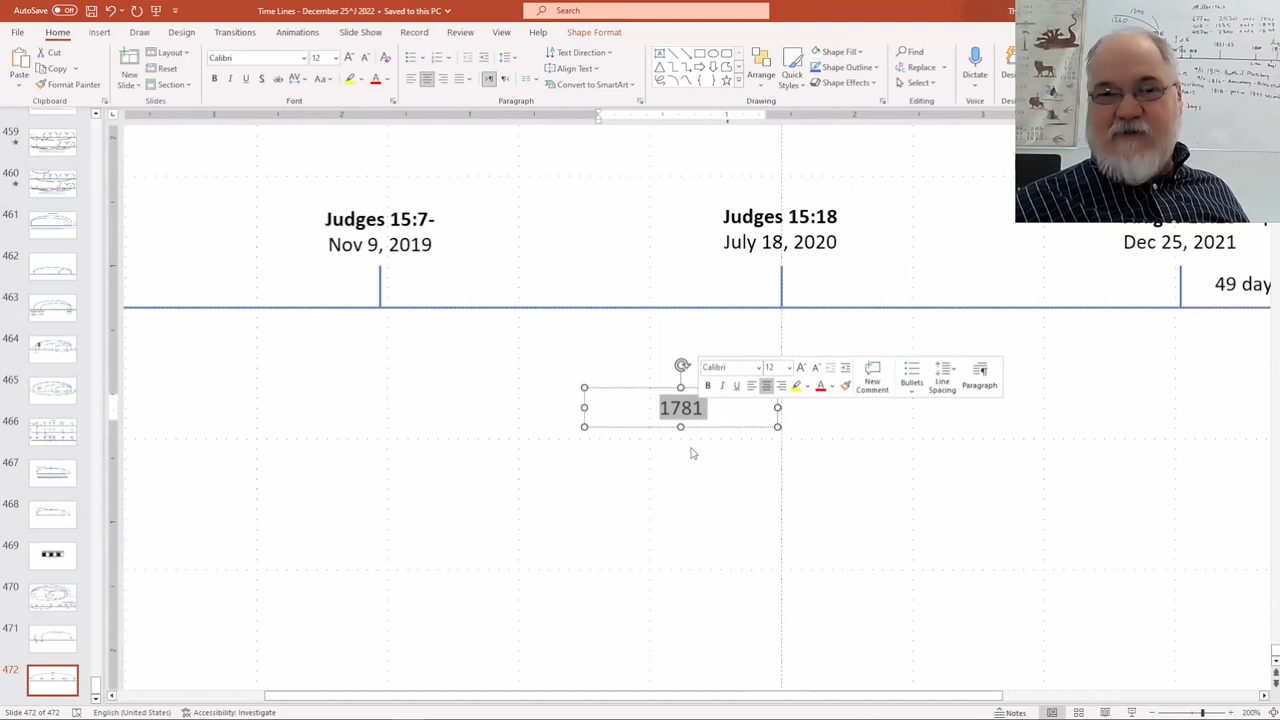 AutoSave Off
Time Lines – December 25^J 2022 • Saved to this PC
Search
File Home Insert Draw Design Transitions Animations Slide Show Record Review View Help Shape Format
Paste
Cut
Copy
Format Painter
Clipboard
New
Slide
Layout
Reset
Section
Slides
Calibri 12
Font
Text Direction
Align Text
Convert to SmartArt
Paragraph
Arrange
Quick
Styles
Shape Fill
Shape Outline
Shape Effects
Drawing
Find
Replace
Select
Editing
Dictate
Voice
459
460
461
462
463
464
465
466
467
468
469
470
471
472
Judges 15:7-
Nov 9, 2019
Judges 15:18
July 18, 2020
Dec 25, 2021
49 day
1781
Calibri 12
New
Comment
Bullets
Line
Spacing
Paragraph
Slide 472 of 472
English (United States)
Accessibility: Investigate
Notes
200%